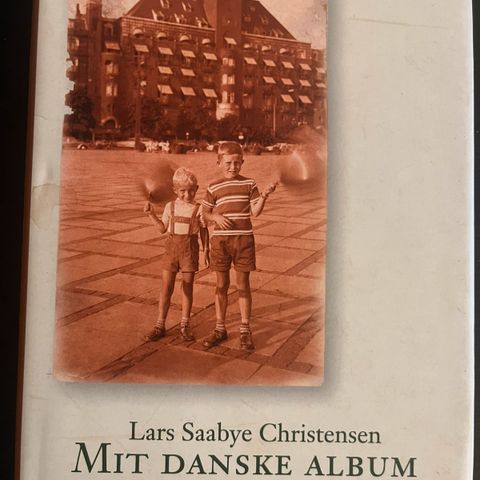 Lars Saabye Christensen
MIT DANSKE ALBUM